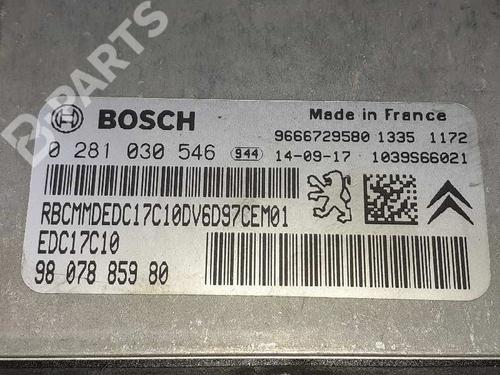 B-PARTS
BOSCH
Made in France
9666729580 1335 1172
0 281 030 546 944 14-09-17 1039S66021
RBCMMDEDC17C10DV6D97CEM01
EDC17C10
98 078 859 80